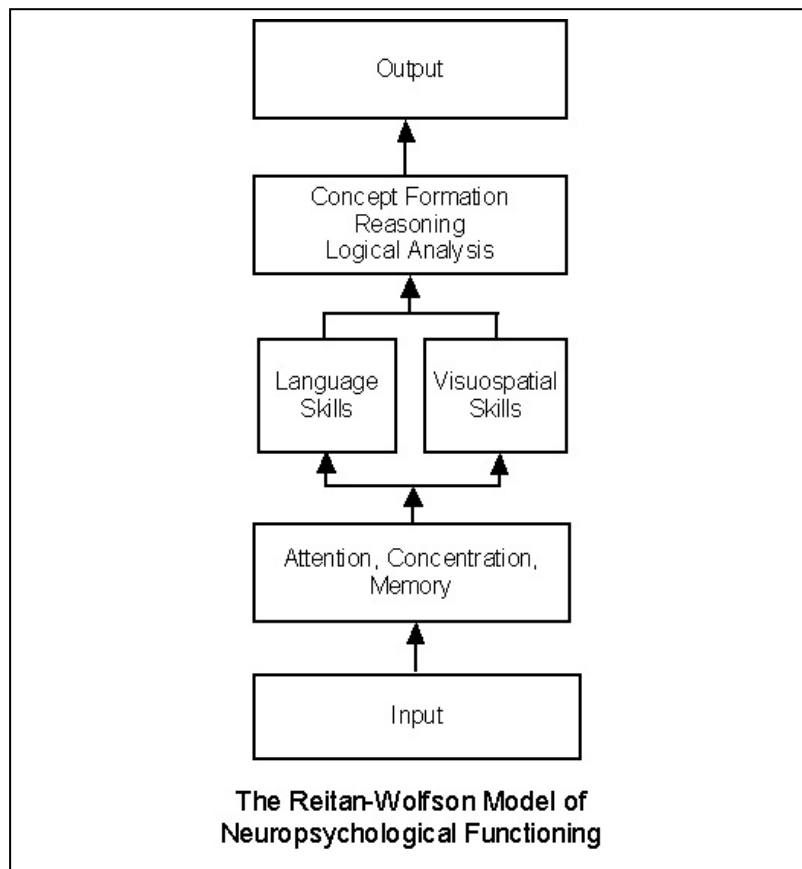 Output
Concept Formation
Reasoning
Logical Analysis
Language
Skills
Visuospatial
Skills
Attention, Concentration,
Memory
Input
The Reitan-Wolfson Model of
Neuropsychological Functioning